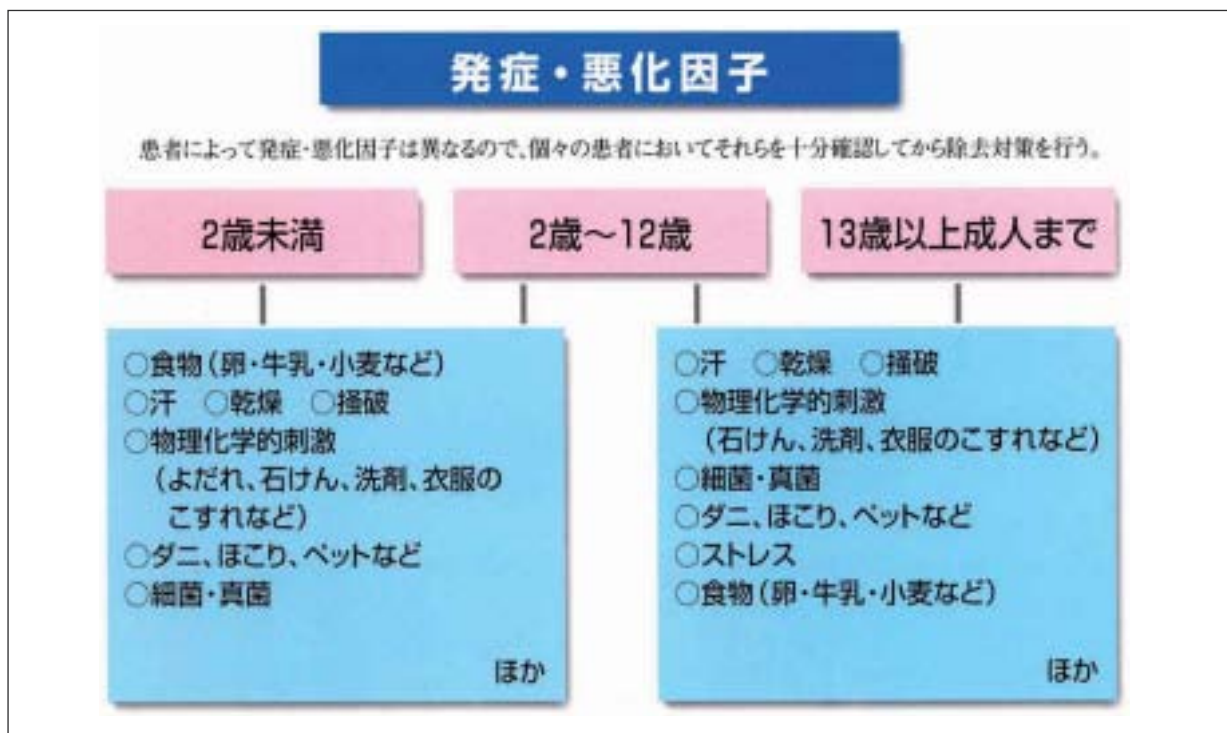 発症・悪化因子
患者によって発症・悪化因子は異なるので、個々の患者においてそれらを十分確認してから除去対策を行う。
2歳未満
2歳～12歳
13歳以上成人まで
○食物（卵・牛乳・小麦など）
○汗　○乾燥　○掻破
○物理化学的刺激
（よだれ、石けん、洗剤、衣服の
こすれなど）
○ダニ、ほこり、ペットなど
○細菌・真菌
ほか
○汗　○乾燥　○掻破
○物理化学的刺激
（石けん、洗剤、衣服のこすれなど）
○細菌・真菌
○ダニ、ほこり、ペットなど
○ストレス
○食物（卵・牛乳・小麦など）
ほか